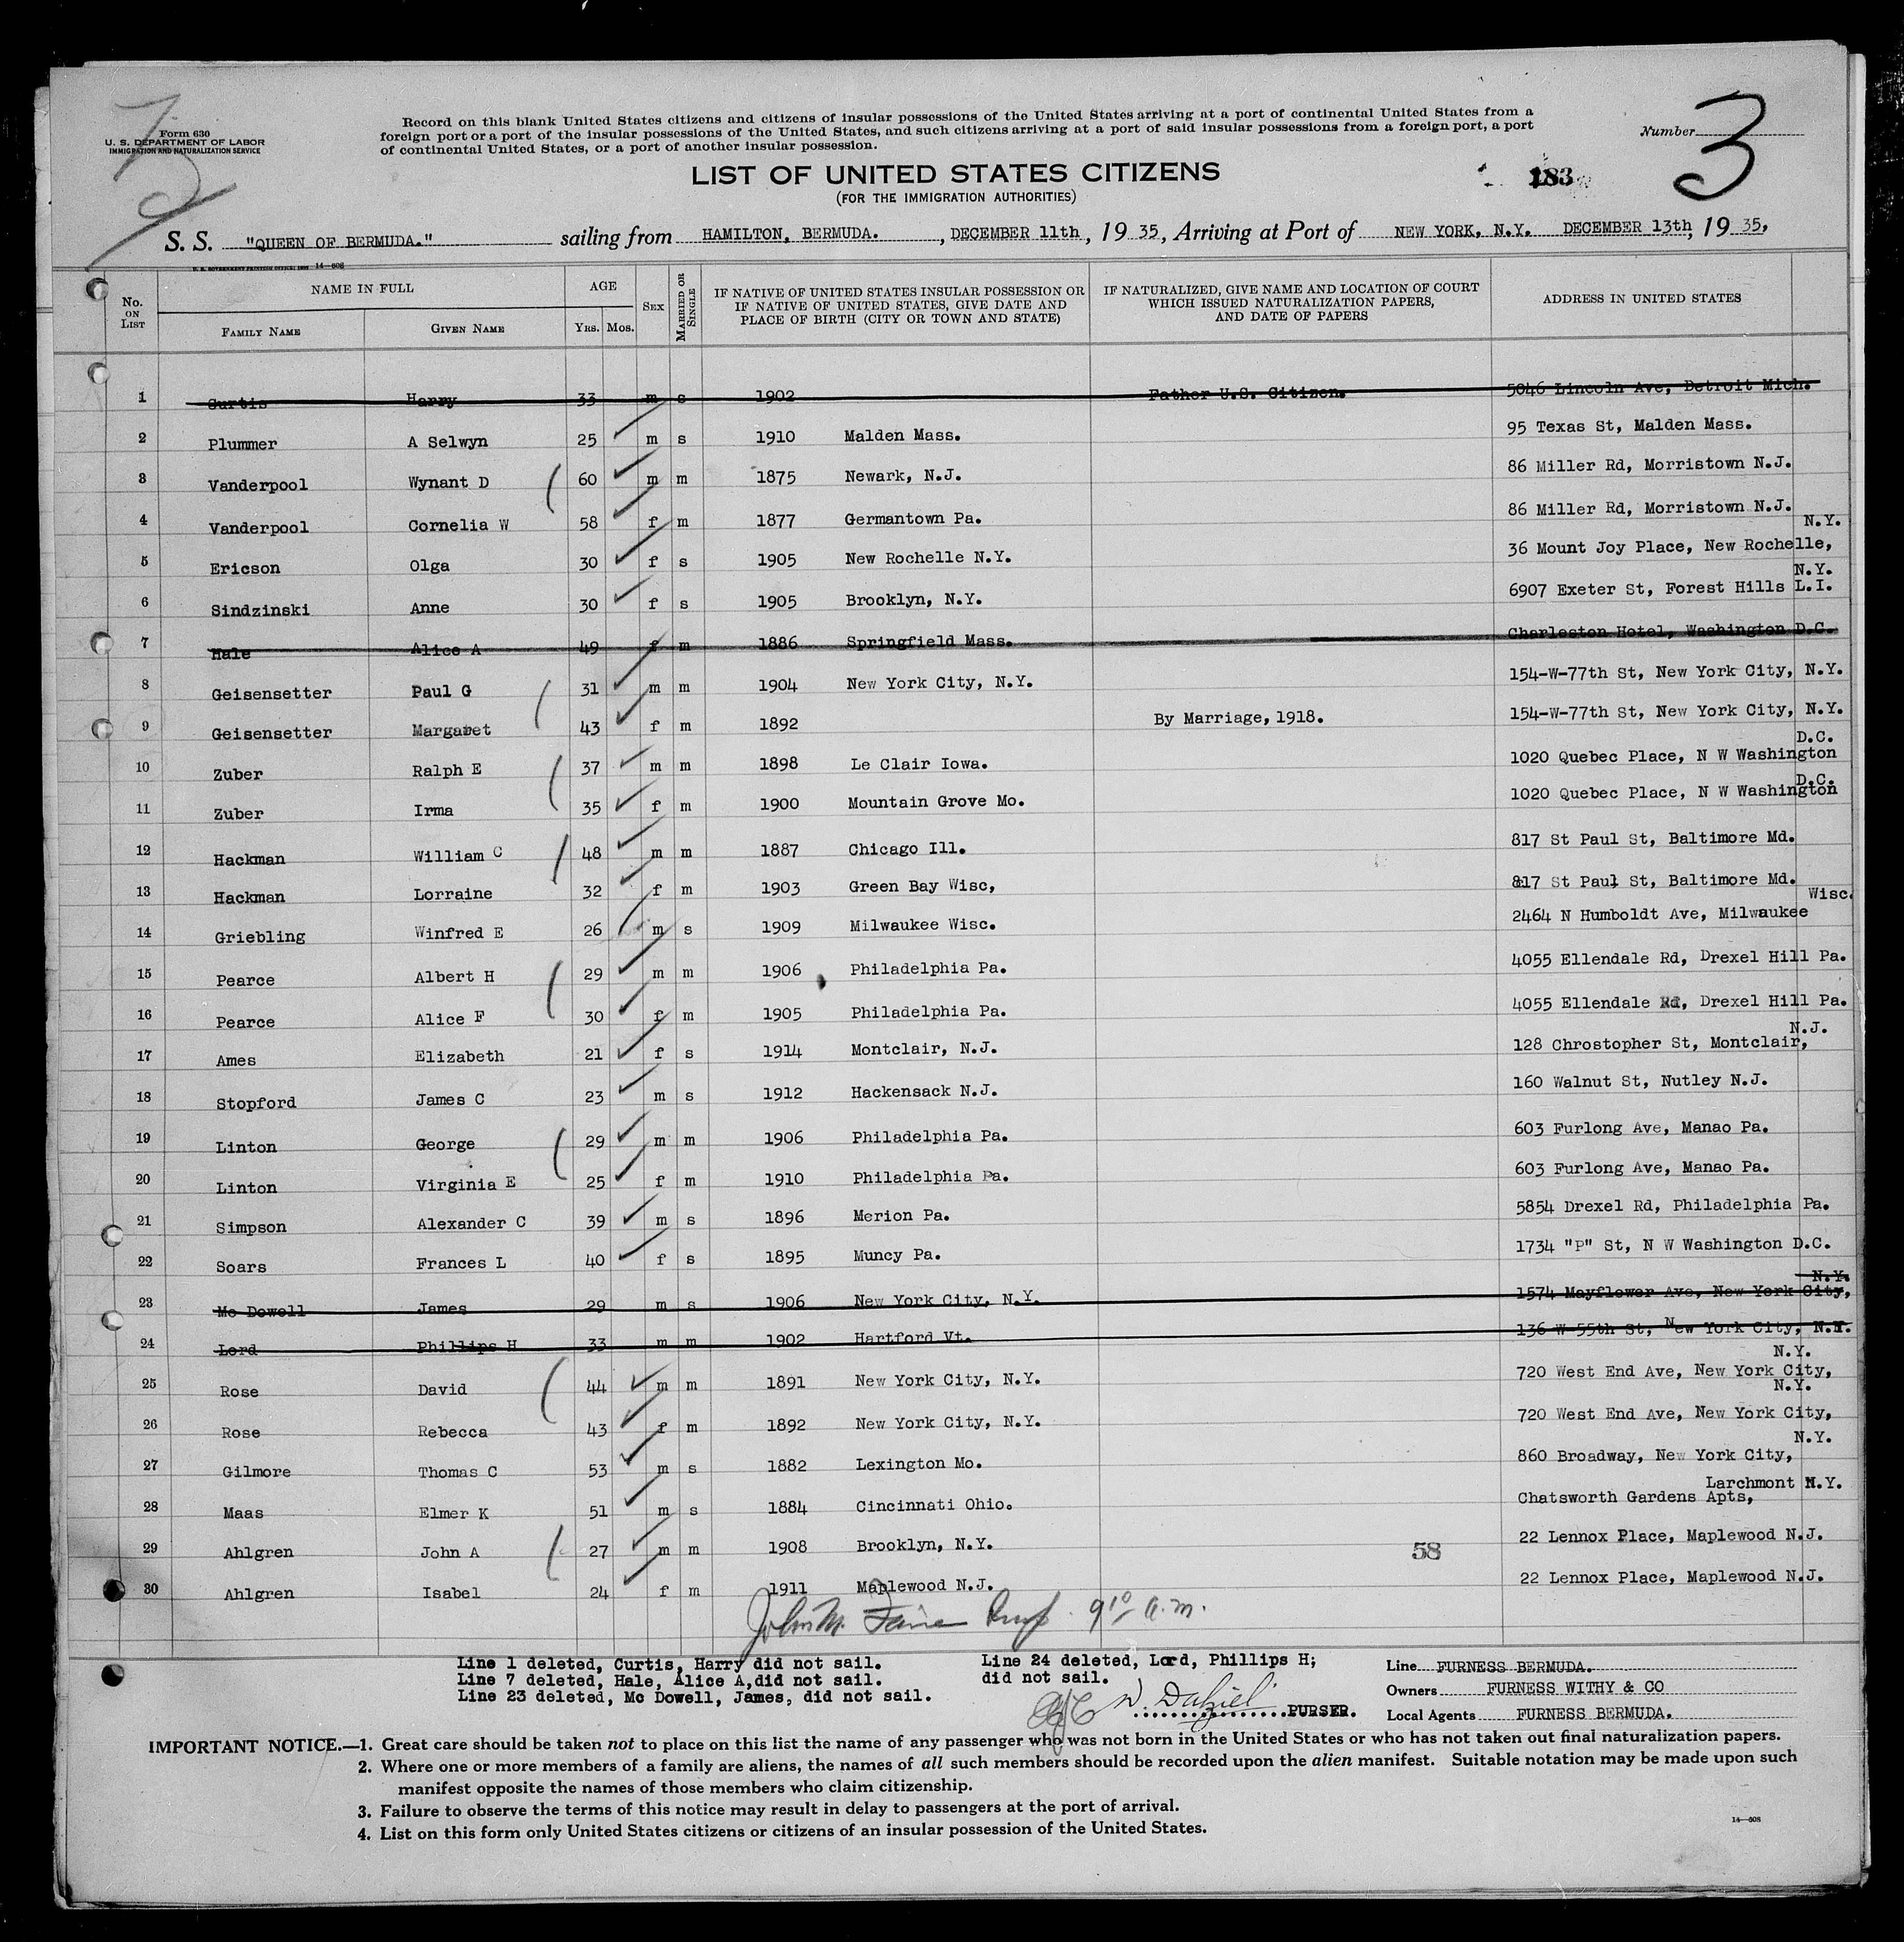 Form 630
U. S. DEPARTMENT OF LABOR
IMMIGRATION AND NATURALIZATION SERVICE
Record on this blank United States citizens and citizens of insular possessions of the United States arriving at a port of continental United States from a
foreign port or a port of the insular possessions of the United States, and such citizens arriving at a port of said insular possessions from a foreign port, a port
of continental United States, or a port of another insular possession.
Number 3
LIST OF UNITED STATES CITIZENS
(FOR THE IMMIGRATION AUTHORITIES)
183
S. S. "QUEEN OF BERMUDA." sailing from HAMILTON, BERMUDA. , DECEMBER 11th , 19 35, Arriving at Port of NEW YORK, N.Y. DECEMBER 13th, 19 35,
U. S. GOVERNMENT PRINTING OFFICE: 14—608
No. ON LIST NAME IN FULL FAMILY NAME GIVEN NAME AGE YRS. MOS. SEX MARRIED OR SINGLE IF NATIVE OF UNITED STATES INSULAR POSSESSION OR IF NATIVE OF UNITED STATES, GIVE DATE AND PLACE OF BIRTH (CITY OR TOWN AND STATE) IF NATURALIZED, GIVE NAME AND LOCATION OF COURT WHICH ISSUED NATURALIZATION PAPERS, AND DATE OF PAPERS ADDRESS IN UNITED STATES
1 Curtis Harry 33 m s 1902 Father U.S. Citizen. 5046 Lincoln Ave, Detroit Mich.
2 Plummer A Selwyn 25 m s 1910 Malden Mass. 95 Texas St, Malden Mass.
3 Vanderpool Wynant D 60 m m 1875 Newark, N.J. 86 Miller Rd, Morristown N.J.
4 Vanderpool Cornelia W 58 f m 1877 Germantown Pa. 86 Miller Rd, Morristown N.J.
5 Ericson Olga 30 f s 1905 New Rochelle N.Y. 36 Mount Joy Place, New Rochelle, N.Y.
6 Sindzinski Anne 30 f s 1905 Brooklyn, N.Y. 6907 Exeter St, Forest Hills L.I. N.Y.
7 Hale Alice A 49 f m 1886 Springfield Mass. Charleston Hotel, Washington D.C.
8 Geisensetter Paul G 31 m m 1904 New York City, N.Y. 154-W-77th St, New York City, N.Y.
9 Geisensetter Margaret 43 f m 1892 By Marriage, 1918. 154-W-77th St, New York City, N.Y.
10 Zuber Ralph E 37 m m 1898 Le Clair Iowa. 1020 Quebec Place, N W Washington D.C.
11 Zuber Irma 35 f m 1900 Mountain Grove Mo. 1020 Quebec Place, N W Washington D.C.
12 Hackman William C 48 m m 1887 Chicago Ill. 817 St Paul St, Baltimore Md.
13 Hackman Lorraine 32 f m 1903 Green Bay Wisc, 817 St Paul St, Baltimore Md.
14 Griebling Winfred E 26 m s 1909 Milwaukee Wisc. 2464 N Humboldt Ave, Milwaukee Wisc.
15 Pearce Albert H 29 m m 1906 Philadelphia Pa. 4055 Ellendale Rd, Drexel Hill Pa.
16 Pearce Alice F 30 f m 1905 Philadelphia Pa. 4055 Ellendale Rd, Drexel Hill Pa.
17 Ames Elizabeth 21 f s 1914 Montclair, N.J. 128 Chrostopher St, Montclair, N.J.
18 Stopford James C 23 m s 1912 Hackensack N.J. 160 Walnut St, Nutley N.J.
19 Linton George 29 m m 1906 Philadelphia Pa. 603 Furlong Ave, Manao Pa.
20 Linton Virginia E 25 f m 1910 Philadelphia Pa. 603 Furlong Ave, Manao Pa.
21 Simpson Alexander C 39 m s 1896 Merion Pa. 5854 Drexel Rd, Philadelphia Pa.
22 Soars Frances L 40 f s 1895 Muncy Pa. 1734 "P" St, N W Washington D.C.
23 Mc Dowell James 29 m s 1906 New York City, N.Y. 1574 Mayflower Ave, New York City, N.Y.
24 Lord Phillips H 33 m m 1902 Hartford Vt. 136 W 55th St, New York City, N.Y.
25 Rose David 44 m m 1891 New York City, N.Y. 720 West End Ave, New York City, N.Y.
26 Rose Rebecca 43 f m 1892 New York City, N.Y. 720 West End Ave, New York City, N.Y.
27 Gilmore Thomas C 53 m s 1882 Lexington Mo. 860 Broadway, New York City, N.Y.
28 Maas Elmer K 51 m s 1884 Cincinnati Ohio. Chatsworth Gardens Apts, Larchmont N.Y.
29 Ahlgren John A 27 m m 1908 Brooklyn, N.Y. 58 22 Lennox Place, Maplewood N.J.
30 Ahlgren Isabel 24 f m 1911 Maplewood N.J. 22 Lennox Place, Maplewood N.J.
John M. 9 10 a.m.
Line 1 deleted, Curtis, Harry did not sail.
Line 7 deleted, Hale, Alice A, did not sail.
Line 23 deleted, Mc Dowell, James, did not sail.
Line 24 deleted, Lord, Phillips H;
did not sail.
PURSER.
Line FURNESS BERMUDA.
Owners FURNESS WITHY & CO
Local Agents FURNESS BERMUDA.
IMPORTANT NOTICE.—1. Great care should be taken not to place on this list the name of any passenger who was not born in the United States or who has not taken out final naturalization papers.
2. Where one or more members of a family are aliens, the names of all such members should be recorded upon the alien manifest. Suitable notation may be made upon such
manifest opposite the names of those members who claim citizenship.
3. Failure to observe the terms of this notice may result in delay to passengers at the port of arrival.
4. List on this form only United States citizens or citizens of an insular possession of the United States.
14—608